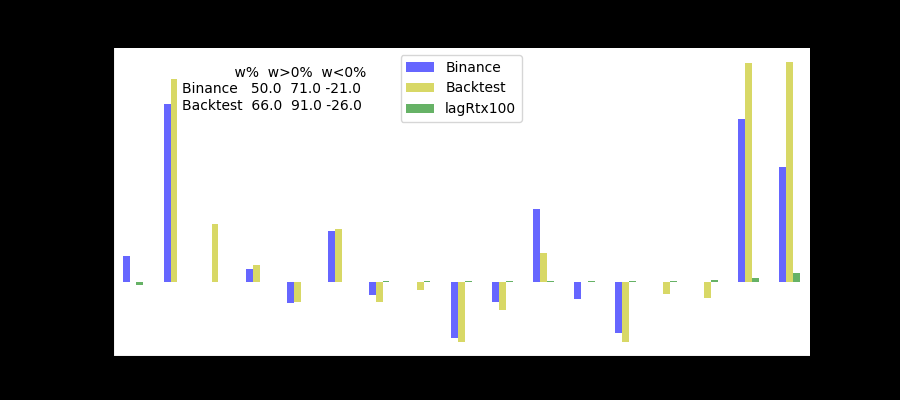 w%  w>0%  w<0%
Binance  50.0  71.0 -21.0
Backtest  66.0  91.0 -26.0
Binance
Backtest
lagRtx100